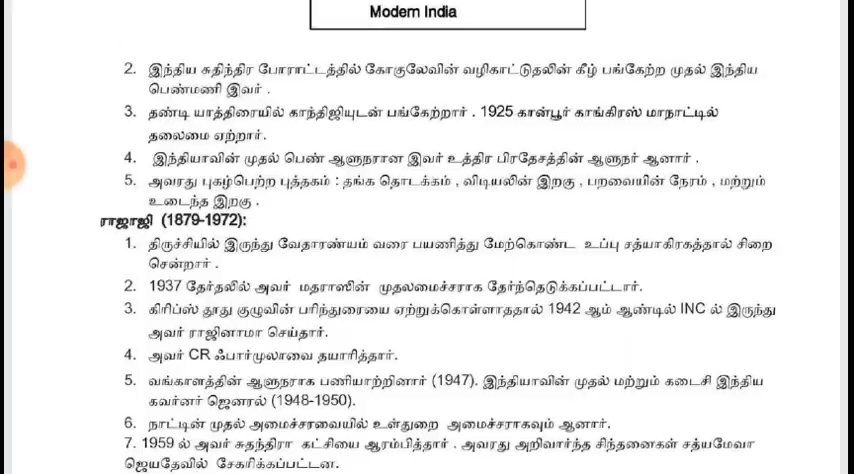 Modern India
2. இந்திய சுதிந்திர போராட்டத்தில் கோகுலேவின் வழிகாட்டுதலின் கீழ் பங்கேற்ற முதல் இந்திய
பெண்மணி இவர் .
3. தண்டி யாத்திரையில் காந்திஜியுடன் பங்கேற்றார் . 1925 கான்பூர் காங்கிரஸ் மாநாட்டில்
தலைமை ஏற்றார்.
4. இந்தியாவின் முதல் பெண் ஆளுநரான இவர் உத்திர பிரதேசத்தின் ஆளுநர் ஆனார் .
5. அவரது புகழ்பெற்ற புத்தகம் : தங்க தொடக்கம் , விடியலின் இறகு , பறவையின் நேரம் , மற்றும்
உடைந்த இறகு .
ராஜாஜி (1879-1972):
1. திருச்சியில் இருந்து வேதாரண்யம் வரை பயணித்து மேற்கொண்ட உப்பு சத்யாகிரகத்தால் சிறை
சென்றார் .
2. 1937 தேர்தலில் அவர் மதராஸின் முதலமைச்சராக தேர்ந்தெடுக்கப்பட்டார்.
3. கிரிப்ஸ் தூது குழுவின் பரிந்துரையை ஏற்றுக்கொள்ளாததால் 1942 ஆம் ஆண்டில் INC ல் இருந்து
அவர் ராஜினாமா செய்தார்.
4. அவர் CR ஃபார்முலாவை தயாரித்தார்.
5. வங்காளத்தின் ஆளுநராக பணியாற்றினார் (1947). இந்தியாவின் முதல் மற்றும் கடைசி இந்திய
கவர்னர் ஜெனரல் (1948-1950).
6. நாட்டின் முதல் அமைச்சரவையில் உள்துறை அமைச்சராகவும் ஆனார்.
7. 1959 ல் அவர் சுதந்திரா கட்சியை ஆரம்பித்தார் . அவரது அறிவார்ந்த சிந்தனைகள் சத்யமேவா
ஜெயதேவில் சேகரிக்கப்பட்டன.